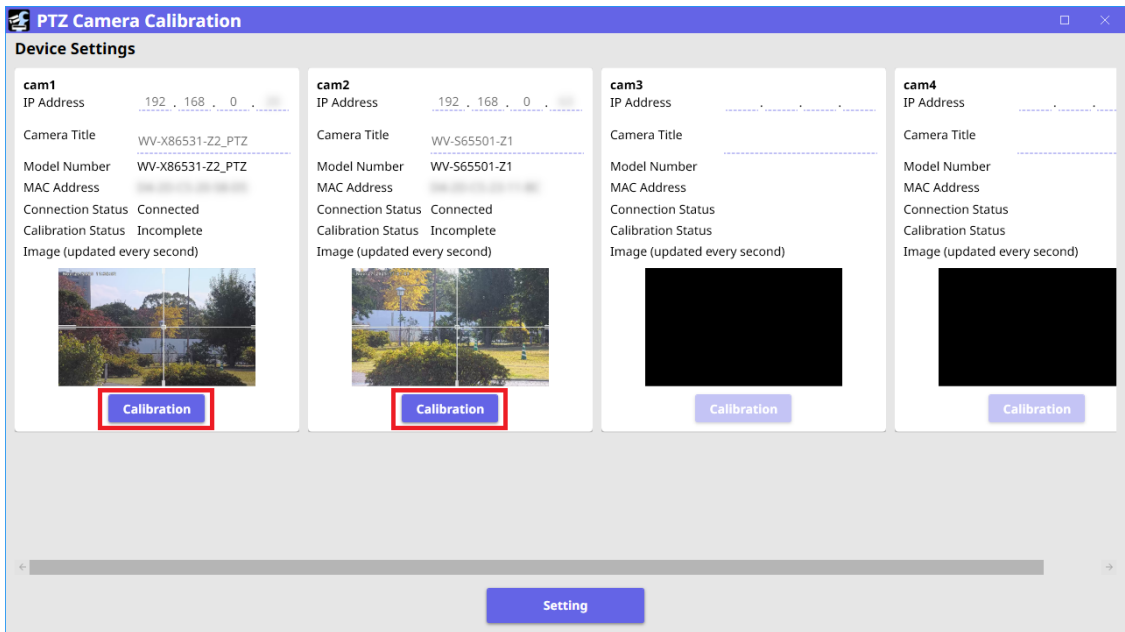 PTZ Camera Calibration
Device Settings
cam1
IP Address 192 . 168 . 0 .
Camera Title WV-X86531-Z2_PTZ
Model Number WV-X86531-Z2_PTZ
MAC Address
Connection Status Connected
Calibration Status Incomplete
Image (updated every second)
Calibration
cam2
IP Address 192 . 168 . 0 .
Camera Title WV-S65501-Z1
Model Number WV-S65501-Z1
MAC Address
Connection Status Connected
Calibration Status Incomplete
Image (updated every second)
Calibration
cam3
IP Address . . .
Camera Title
Model Number
MAC Address
Connection Status
Calibration Status
Image (updated every second)
Calibration
cam4
IP Address . .
Camera Title
Model Number
MAC Address
Connection Status
Calibration Status
Image (updated every second)
Calibration
Setting